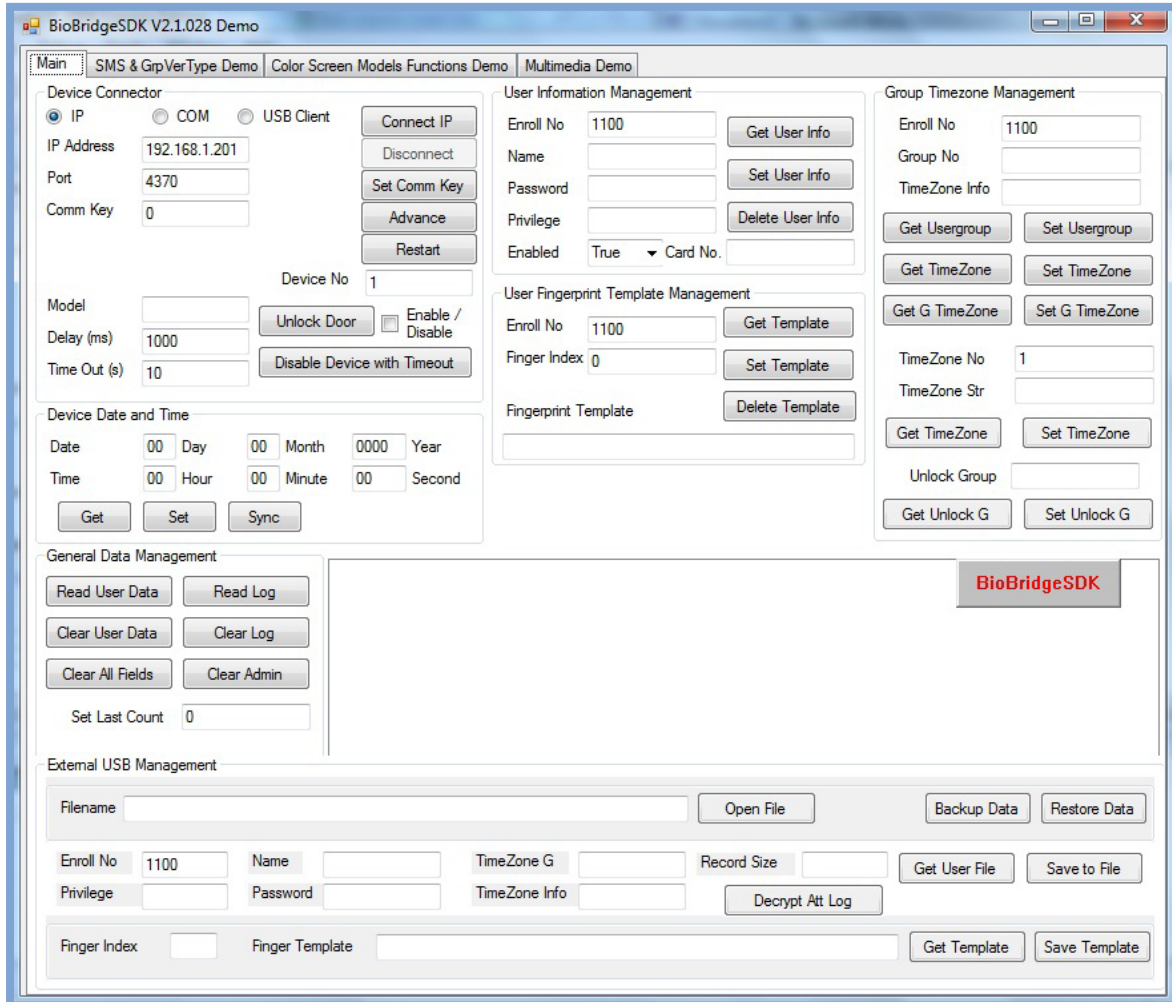 BioBridgeSDK V2.1.028 Demo
Main SMS & GrpVerType Demo Color Screen Models Functions Demo Multimedia Demo
Device Connector
IP COM USB Client Connect IP
IP Address 192.168.1.201 Disconnect
Port 4370 Set Comm Key
Comm Key 0 Advance
Restart
Device No 1
Model Unlock Door Enable /
Disable
Delay (ms) 1000
Time Out (s) 10 Disable Device with Timeout
Device Date and Time
Date 00 Day 00 Month 0000 Year
Time 00 Hour 00 Minute 00 Second
Get Set Sync
User Information Management
Enroll No 1100 Get User Info
Name
Password Set User Info
Privilege Delete User Info
Enabled True Card No.
User Fingerprint Template Management
Enroll No 1100 Get Template
Finger Index 0 Set Template
Fingerprint Template Delete Template
Group Timezone Management
Enroll No 1100
Group No
TimeZone Info
Get Usergroup Set Usergroup
Get TimeZone Set TimeZone
Get G TimeZone Set G TimeZone
TimeZone No 1
TimeZone Str
Get TimeZone Set TimeZone
Unlock Group
Get Unlock G Set Unlock G
General Data Management
Read User Data Read Log
Clear User Data Clear Log
Clear All Fields Clear Admin
Set Last Count 0
BioBridgeSDK
External USB Management
Filename Open File Backup Data Restore Data
Enroll No 1100 Name TimeZone G Record Size Get User File Save to File
Privilege Password TimeZone Info Decrypt Att Log
Finger Index Finger Template Get Template Save Template